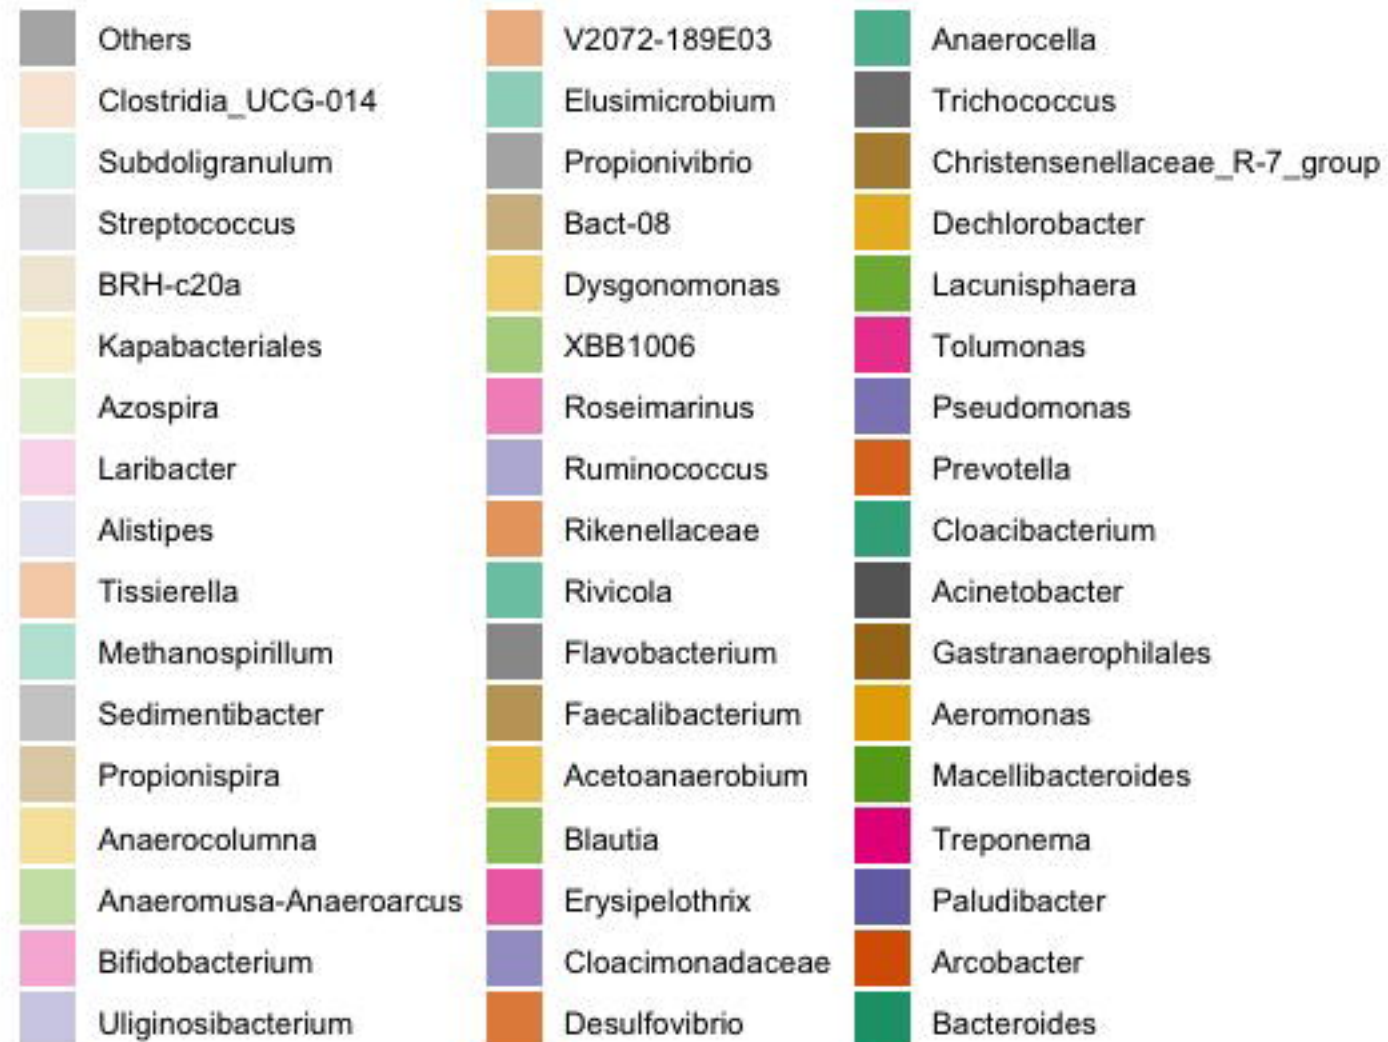 Others
Clostridia_UCG-014
Subdoligranulum
Streptococcus
BRH-c20a
Kapabacteriales
Azospira
Laribacter
Alistipes
Tissierella
Methanospirillum
Sedimentibacter
Propionispira
Anaerocolumna
Anaeromusa-Anaeroarcus
Bifidobacterium
Uliginosibacterium
V2072-189E03
Elusimicrobium
Propionivibrio
Bact-08
Dysgonomonas
XBB1006
Roseimarinus
Ruminococcus
Rikenellaceae
Rivicola
Flavobacterium
Faecalibacterium
Acetoanaerobium
Blautia
Erysipelothrix
Cloacimonadaceae
Desulfovibrio
Anaerocella
Trichococcus
Christensenellaceae_R-7_group
Dechlorobacter
Lacunisphaera
Tolumonas
Pseudomonas
Prevotella
Cloacibacterium
Acinetobacter
Gastranaerophilales
Aeromonas
Macellibacteroides
Treponema
Paludibacter
Arcobacter
Bacteroides